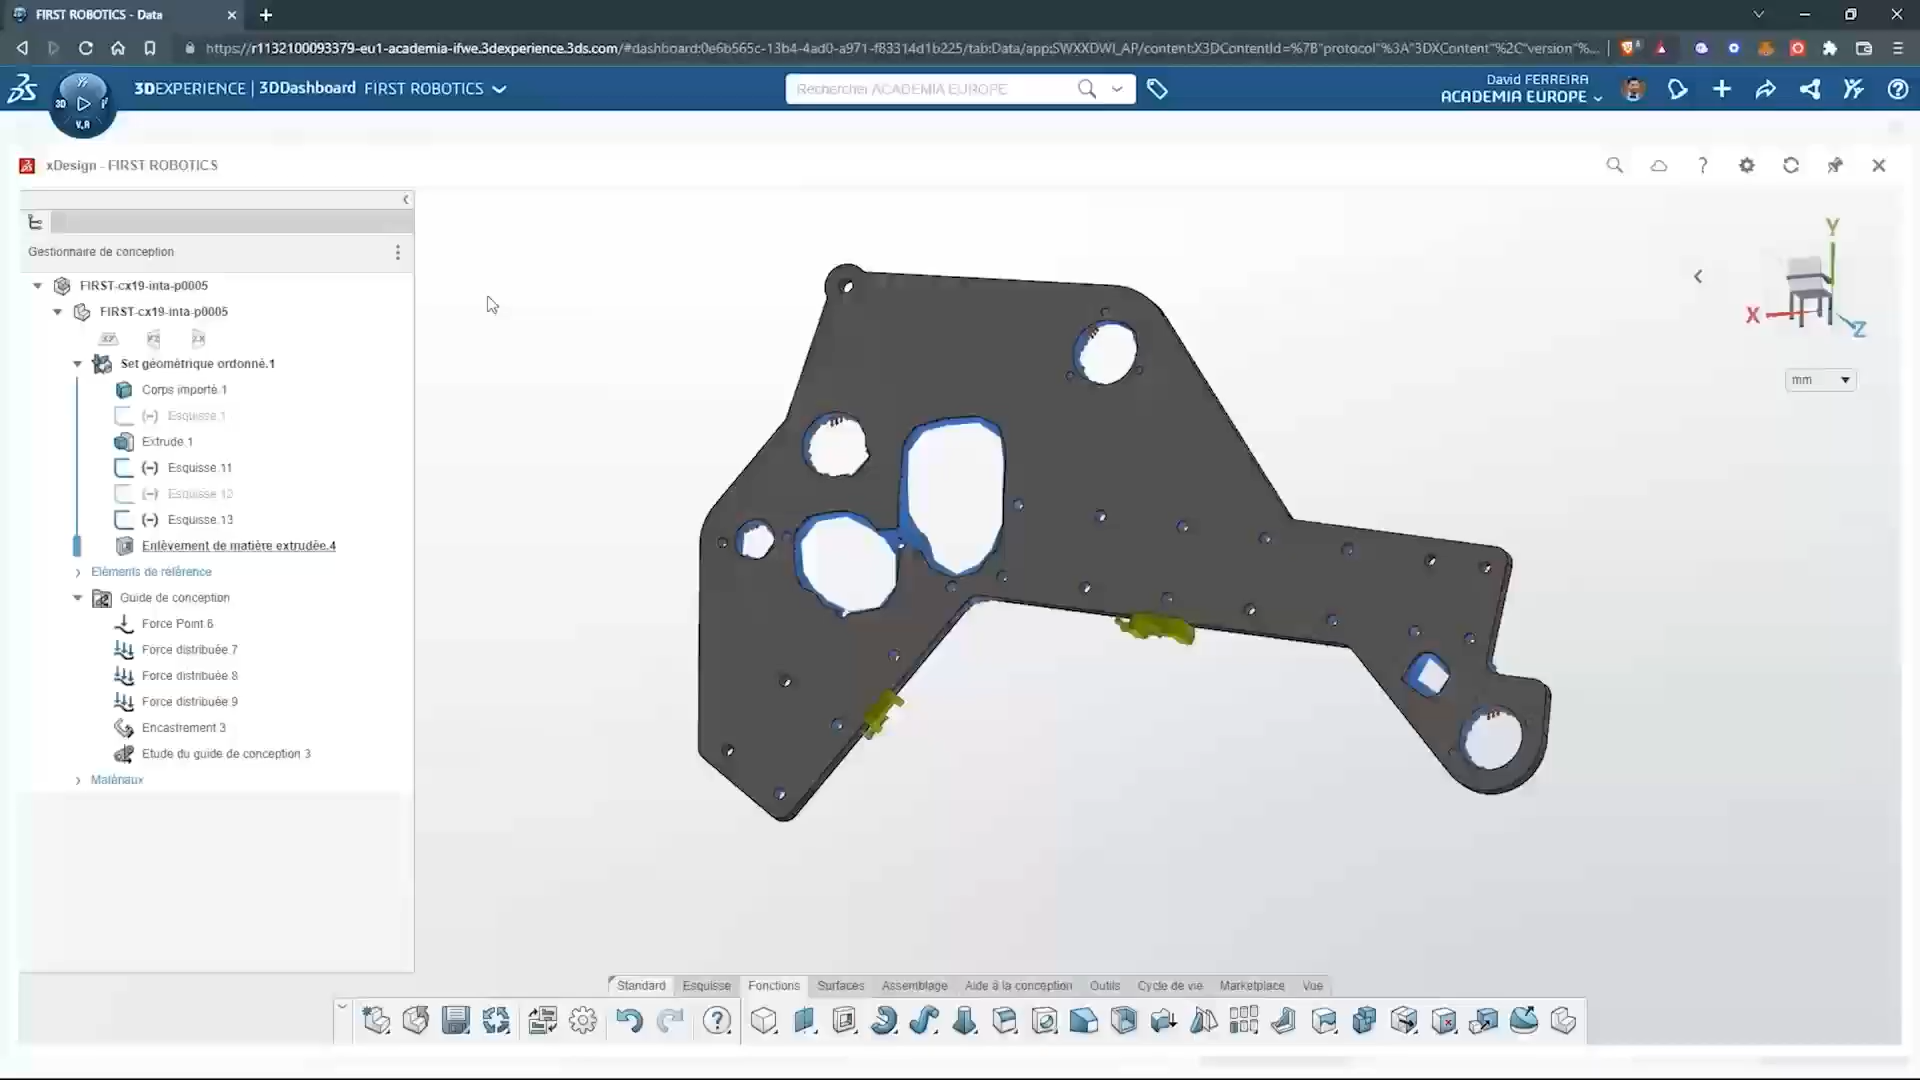 FIRST ROBOTICS - Data
https://r1132100093379-eu1-academia-ifwe.3dexperience.3ds.com/#dashboard:0e6b565c-13b4-4ad0-a971-f83314d1b225/tab:Data/app:SWXXDWI_AP/content:X3DContentId=%7B"protocol"%3A"3DXContent"%2C"version"%...
3DEXPERIENCE | 3DDashboard FIRST ROBOTICS
Rechercher ACADEMIA EUROPE
David FERREIRA
ACADEMIA EUROPE
3D
V.R
xDesign - FIRST ROBOTICS
Gestionnaire de conception
FIRST-cx19-inta-p0005
FIRST-cx19-inta-p0005
Set géométrique ordonné.1
Corps importé.1
(-) Esquisse.1
Extrude.1
(-) Esquisse.11
(-) Esquisse.12
(-) Esquisse.13
Enlèvement de matière extrudée.4
Eléments de référence
Guide de conception
Force Point 6
Force distribuée 7
Force distribuée 8
Force distribuée 9
Encastrement 3
Etude du guide de conception 3
Matériaux
Y
X
Z
mm
Standard Esquisse Fonctions Surfaces Assemblage Aide à la conception Outils Cycle de vie Marketplace Vue